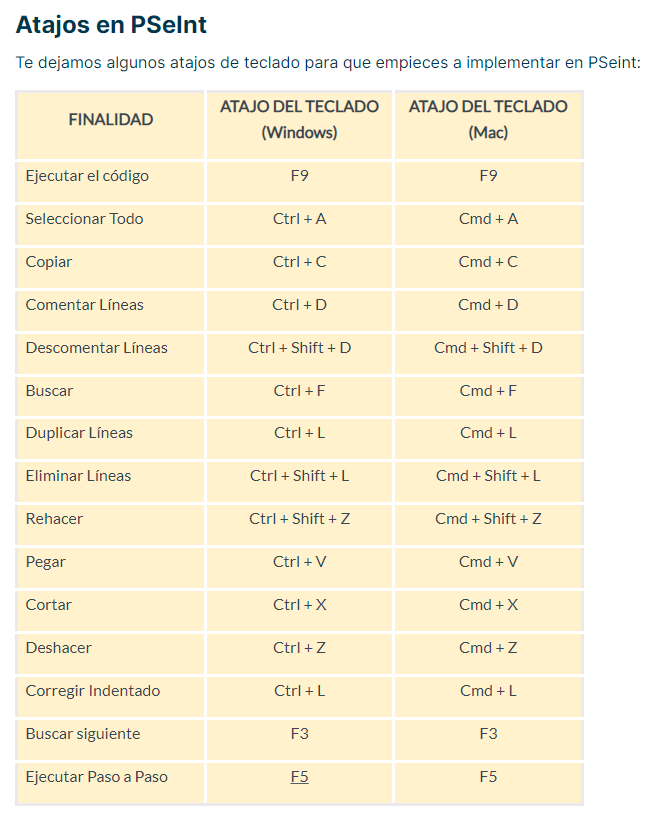 Atajos en PSeInt
Te dejamos algunos atajos de teclado para que empieces a implementar en PSeint:
FINALIDAD ATAJO DEL TECLADO (Windows) ATAJO DEL TECLADO (Mac)
Ejecutar el código F9 F9
Seleccionar Todo Ctrl + A Cmd + A
Copiar Ctrl + C Cmd + C
Comentar Líneas Ctrl + D Cmd + D
Descomentar Líneas Ctrl + Shift + D Cmd + Shift + D
Buscar Ctrl + F Cmd + F
Duplicar Líneas Ctrl + L Cmd + L
Eliminar Líneas Ctrl + Shift + L Cmd + Shift + L
Rehacer Ctrl + Shift + Z Cmd + Shift + Z
Pegar Ctrl + V Cmd + V
Cortar Ctrl + X Cmd + X
Deshacer Ctrl + Z Cmd + Z
Corregir Indentado Ctrl + L Cmd + L
Buscar siguiente F3 F3
Ejecutar Paso a Paso F5 F5